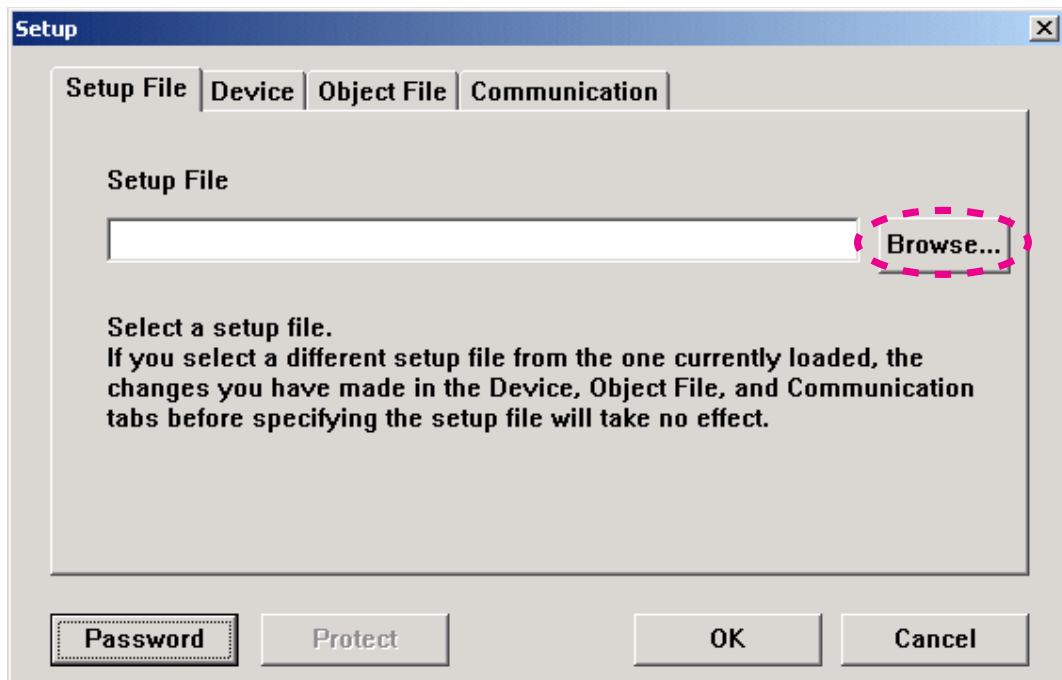 Setup
Setup File Device Object File Communication
Setup File
Browse...
Select a setup file.
If you select a different setup file from the one currently loaded, the
changes you have made in the Device, Object File, and Communication
tabs before specifying the setup file will take no effect.
Password Protect OK Cancel